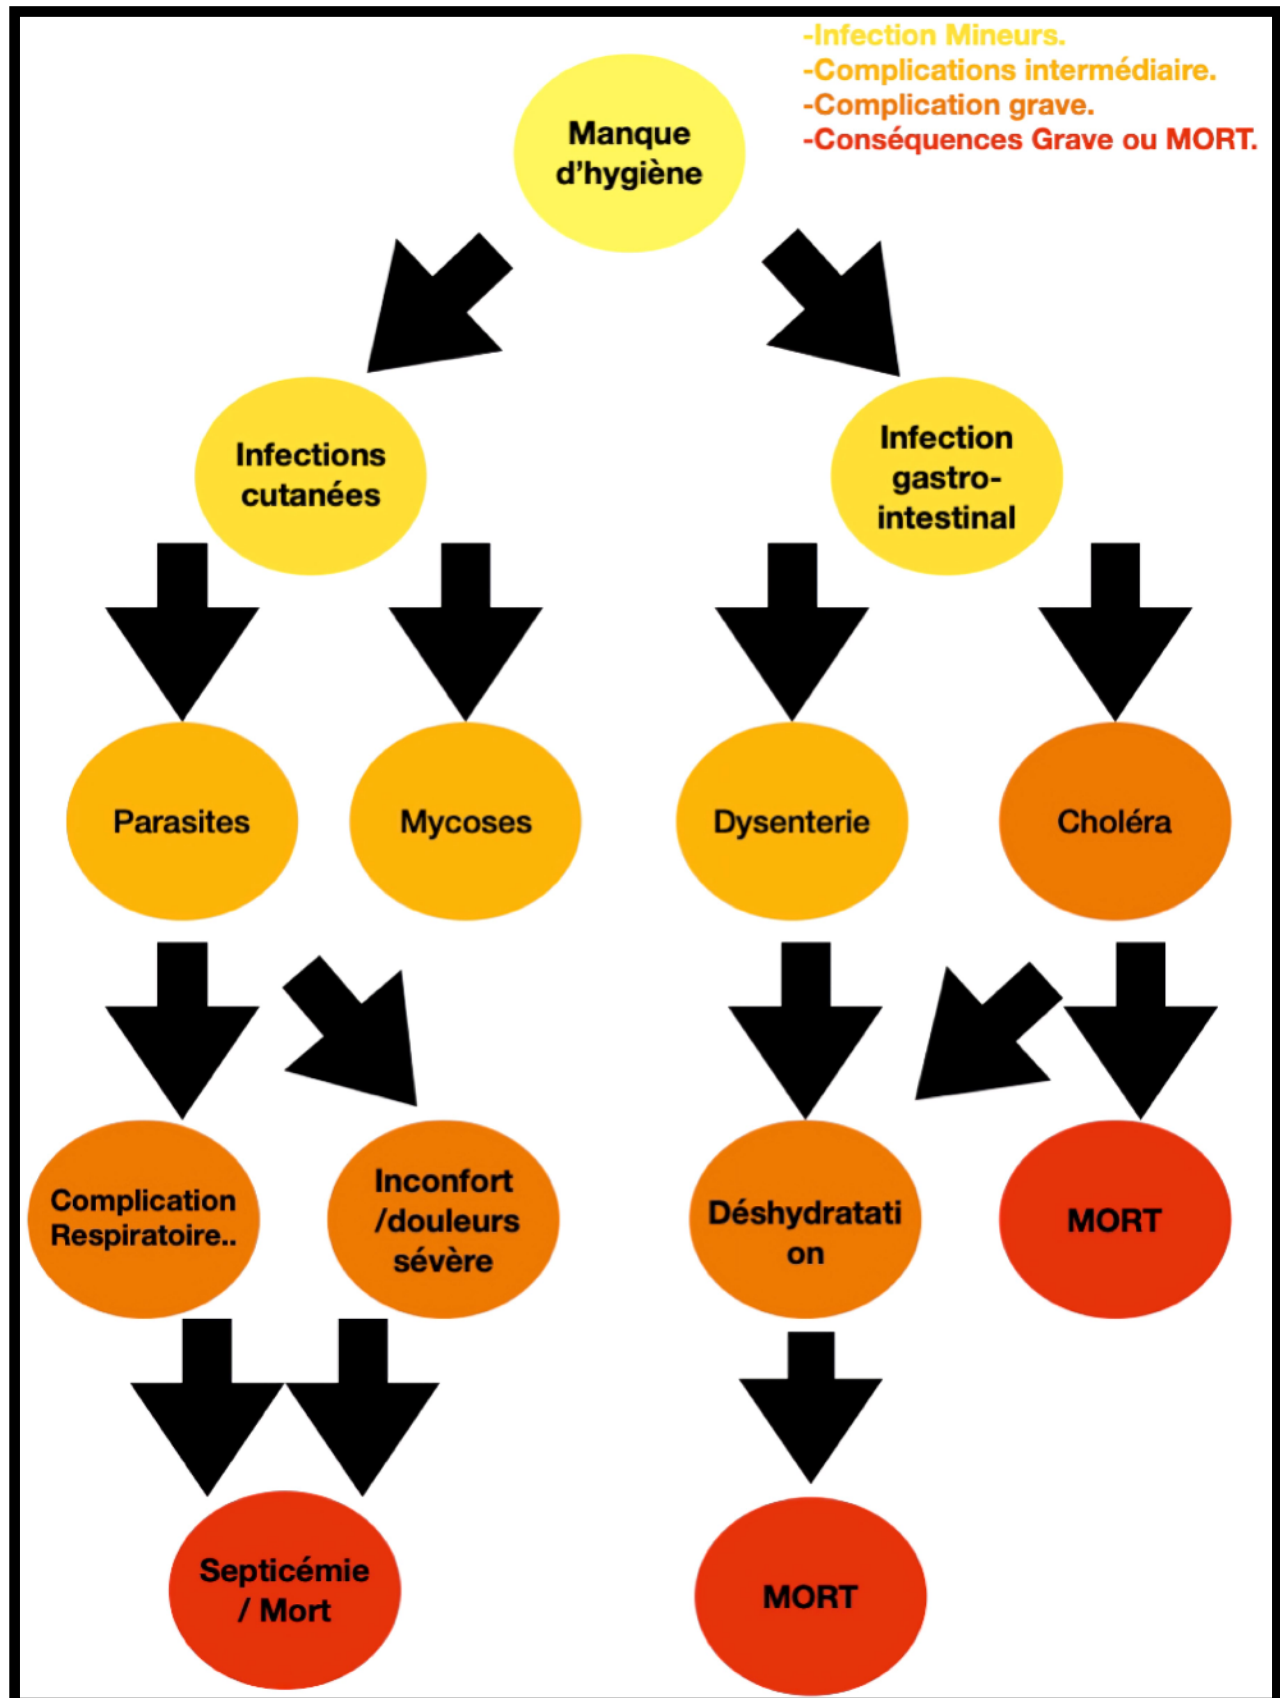 -Infection Mineurs.
-Complications intermédiaire.
-Complication grave.
-Conséquences Grave ou MORT.
Manque
d'hygiène
Infections
cutanées
Infection
gastro-
intestinal
Parasites
Mycoses
Dysenterie
Choléra
Complication
Respiratoire..
Inconfort
/douleurs
sévère
Déshydratati
on
MORT
Septicémie
/ Mort
MORT